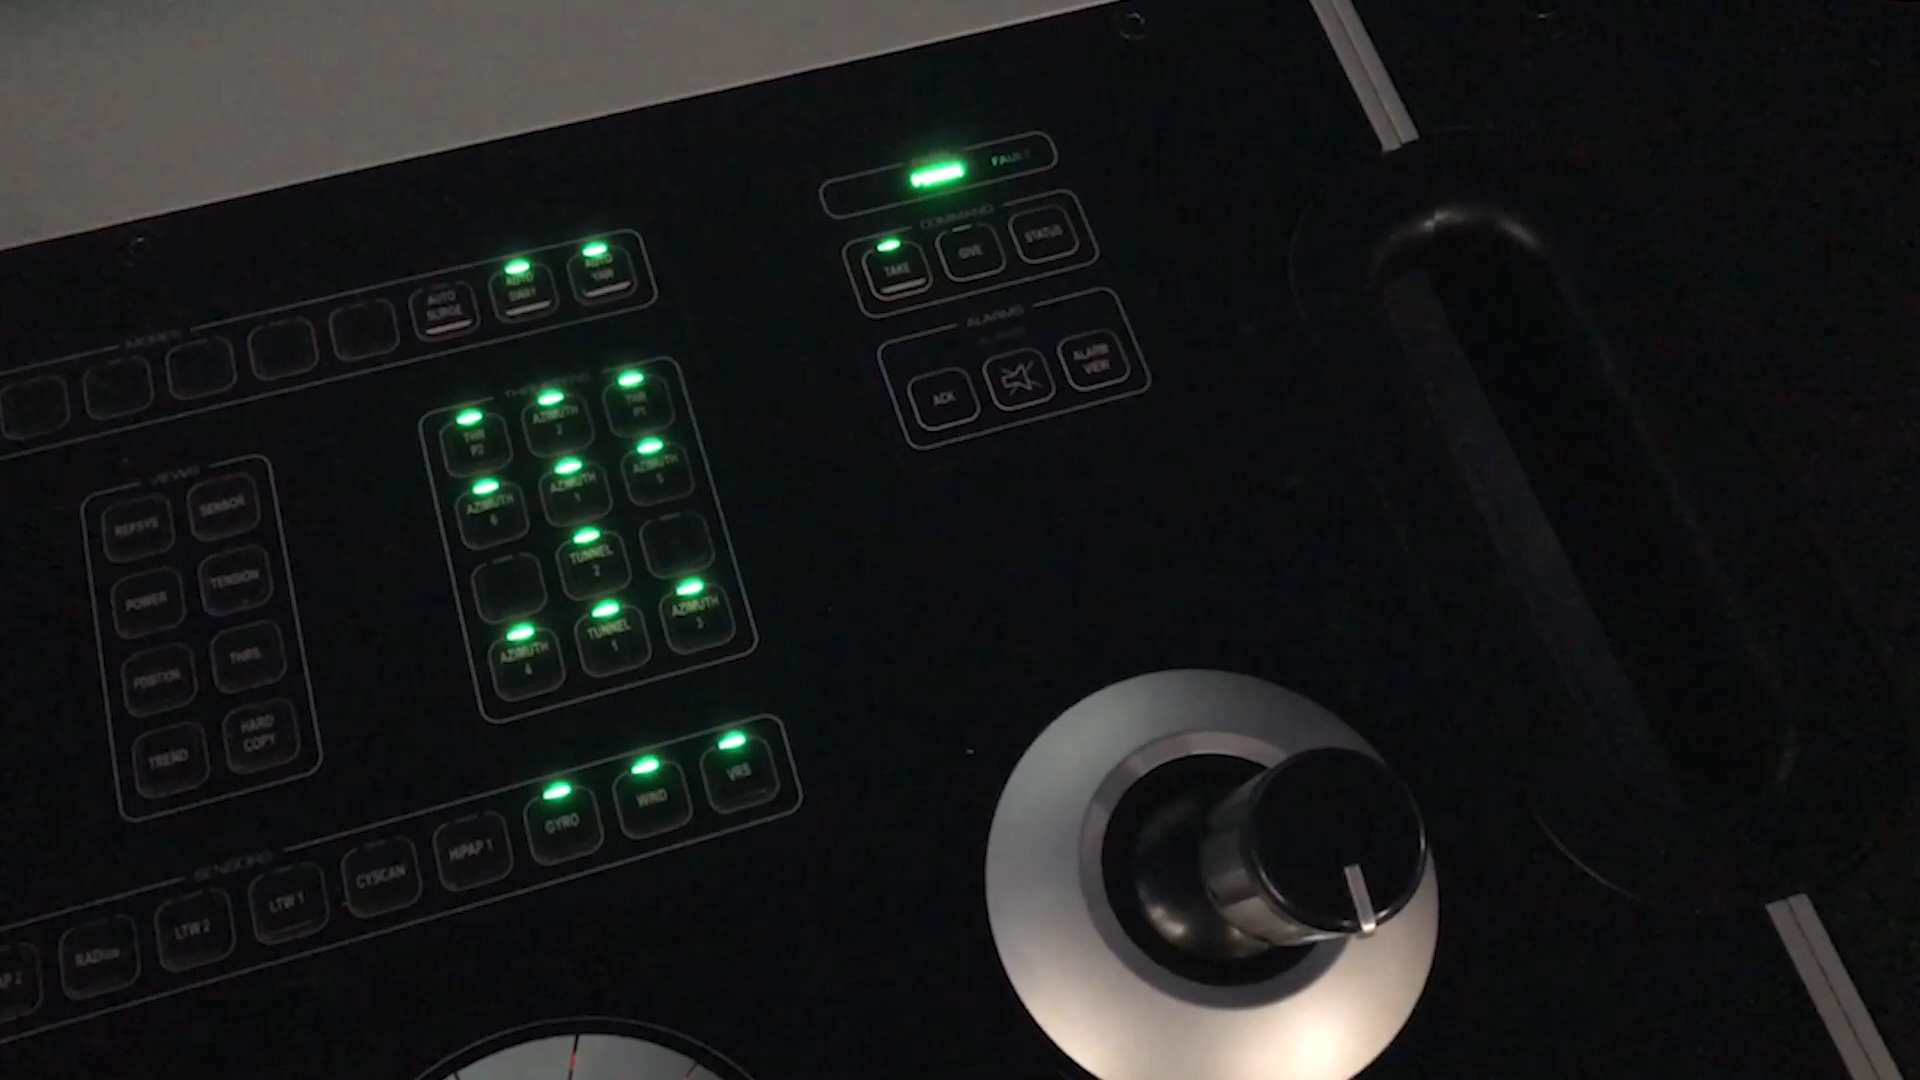 FAULT
COMMAND
TAKE
GIVE
STATUS
ALARMS
ACK
ALARM
VIEW
MODES
AUTO
SURGE
AUTO
SWAY
AUTO
YAW
THR
P2
AZIMUTH
2
THR
P1
AZIMUTH
6
AZIMUTH
1
AZIMUTH
5
TUNNEL
2
AZIMUTH
4
TUNNEL
1
AZIMUTH
3
VIEWS
REFSYS
SENSOR
POWER
TENSION
POSITION
THRS
TREND
HARD
COPY
SENSORS
RADius
LTW 2
LTW 1
CYSCAN
HiPAP 1
GYRO
WIND
VRS